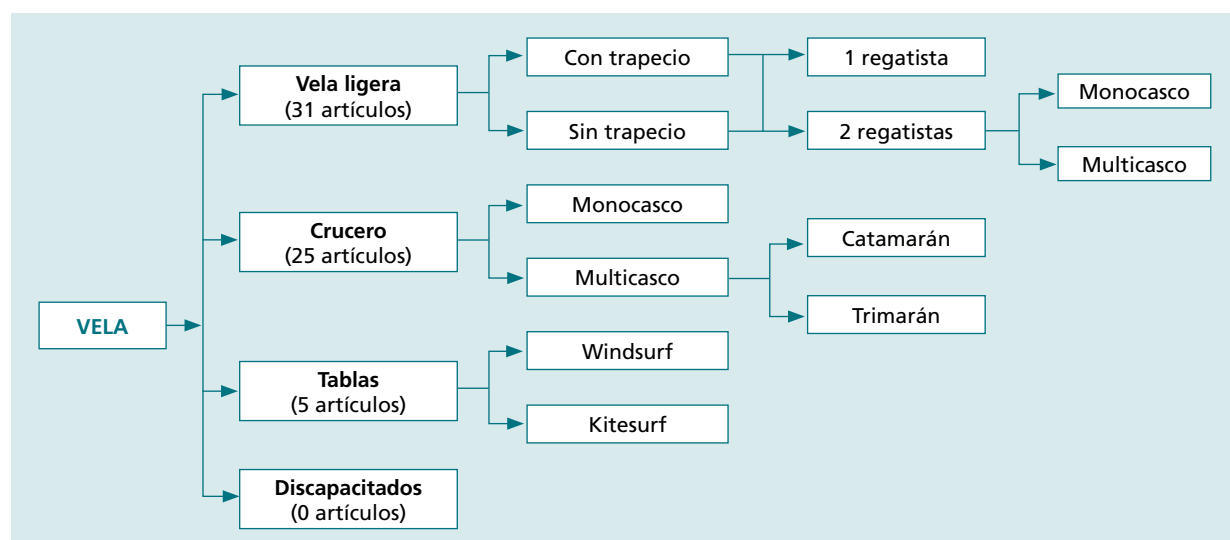 VELA
Vela ligera
(31 artículos)
Con trapecio
Sin trapecio
1 regatista
2 regatistas
Monocasco
Multicasco
Crucero
(25 artículos)
Monocasco
Multicasco
Catamarán
Trimarán
Tablas
(5 artículos)
Windsurf
Kitesurf
Discapacitados
(0 artículos)